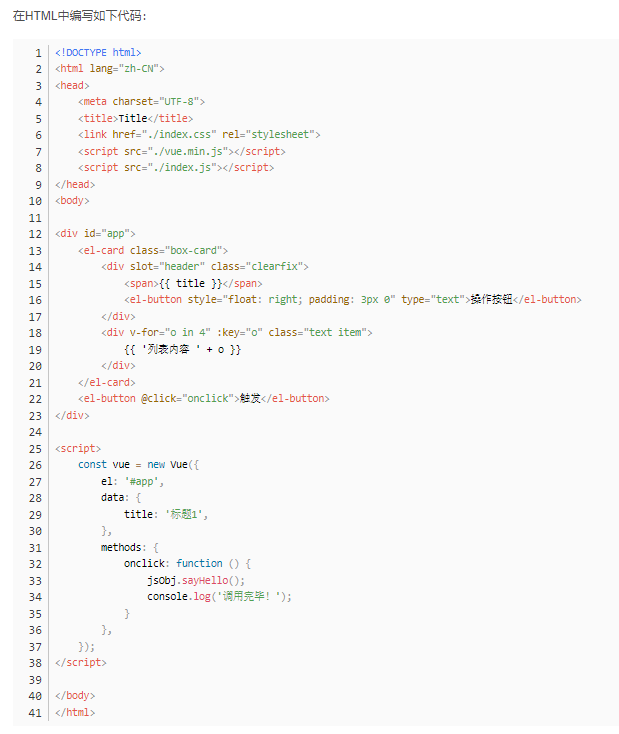 在HTML中编写如下代码：
1 <!DOCTYPE html>
2 <html lang="zh-CN">
3 <head>
4     <meta charset="UTF-8">
5     <title>Title</title>
6     <link href="./index.css" rel="stylesheet">
7     <script src="./vue.min.js"></script>
8     <script src="./index.js"></script>
9 </head>
10 <body>
11
12 <div id="app">
13     <el-card class="box-card">
14         <div slot="header" class="clearfix">
15             <span>{{ title }}</span>
16             <el-button style="float: right; padding: 3px 0" type="text">操作按钮</el-button>
17         </div>
18         <div v-for="o in 4" :key="o" class="text item">
19             {{ '列表内容 ' + o }}
20         </div>
21     </el-card>
22     <el-button @click="onclick">触发</el-button>
23 </div>
24
25 <script>
26     const vue = new Vue({
27         el: '#app',
28         data: {
29             title: '标题1',
30         },
31         methods: {
32             onclick: function () {
33                 jsObj.sayHello();
34                 console.log('调用完毕！');
35             }
36         },
37     });
38 </script>
39
40 </body>
41 </html>